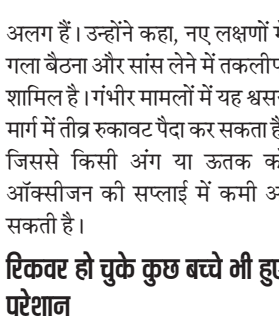 अलग हैं। उन्होंने कहा, नए लक्षणों में
गला बैठना और सांस लेने में तकलीफ
शामिल है। गंभीर मामलों में यह श्वसन
मार्ग में तीव्र रुकावट पैदा कर सकता है
जिससे किसी अंग या ऊतक को
ऑक्सीजन की सप्लाई में कमी आ
सकती है।
रिकवर हो चुके कुछ बच्चे भी हुए
परेशान